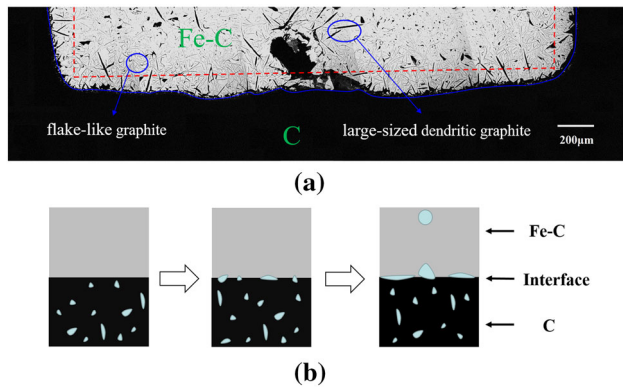 Fe-C
flake-like graphite
large-sized dendritic graphite
C
200μm
(a)
Fe-C
Interface
C
(b)